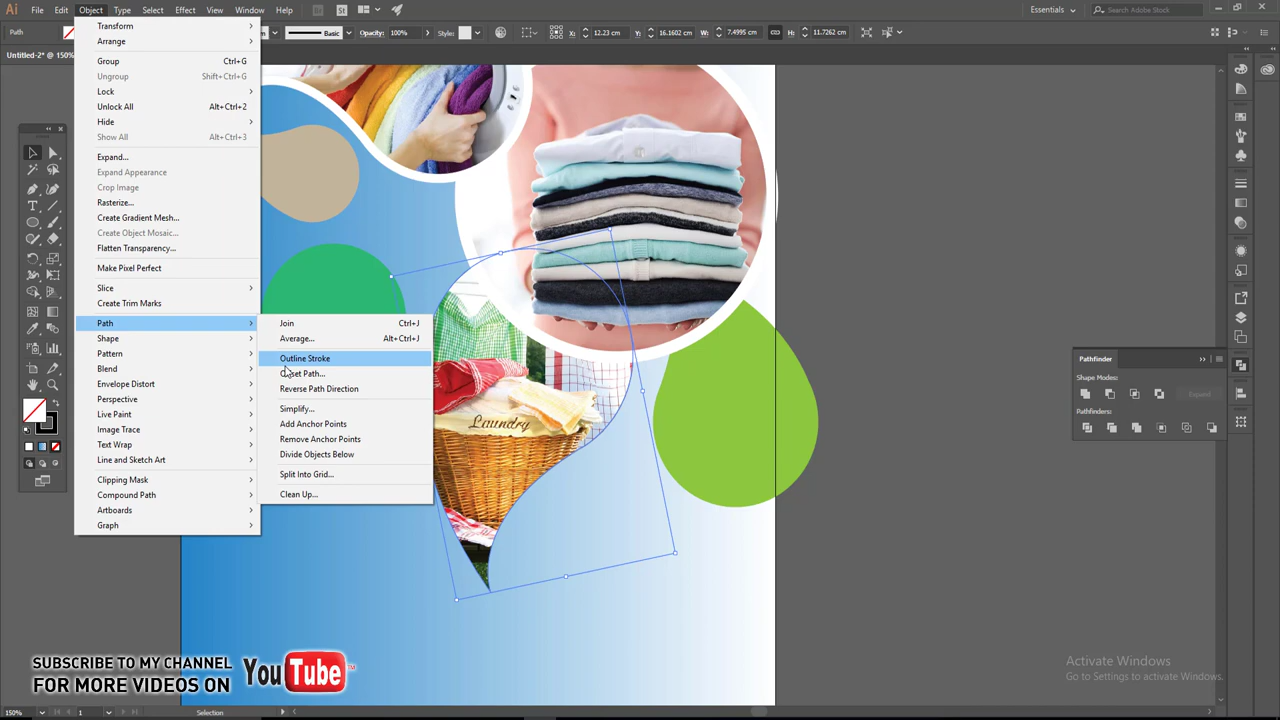 File Edit Object Type Select Effect View Window Help
Essentials
Search Adobe Stock
Path
Basic
Opacity: 100%
Style:
X: 12.23 cm
Y: 16.1602 cm
W: 7.4995 cm
H: 11.7262 cm
Untitled-2* @ 150%
Transform
Arrange
Group Ctrl+G
Ungroup Shift+Ctrl+G
Lock
Unlock All Alt+Ctrl+2
Hide
Show All Alt+Ctrl+3
Expand...
Expand Appearance
Crop Image
Rasterize...
Create Gradient Mesh...
Create Object Mosaic...
Flatten Transparency...
Make Pixel Perfect
Slice
Create Trim Marks
Path
Shape
Pattern
Blend
Envelope Distort
Perspective
Live Paint
Image Trace
Text Wrap
Line and Sketch Art
Clipping Mask
Compound Path
Artboards
Graph
Join Ctrl+J
Average... Alt+Ctrl+J
Outline Stroke
Offset Path...
Reverse Path Direction
Simplify...
Add Anchor Points
Remove Anchor Points
Divide Objects Below
Split Into Grid...
Clean Up...
Laundry
Pathfinder
Shape Modes:
Expand
Pathfinders:
SUBSCRIBE TO MY CHANNEL
FOR MORE VIDEOS ON
YouTube
Activate Windows
Go to Settings to activate Windows.
150%
1
Selection